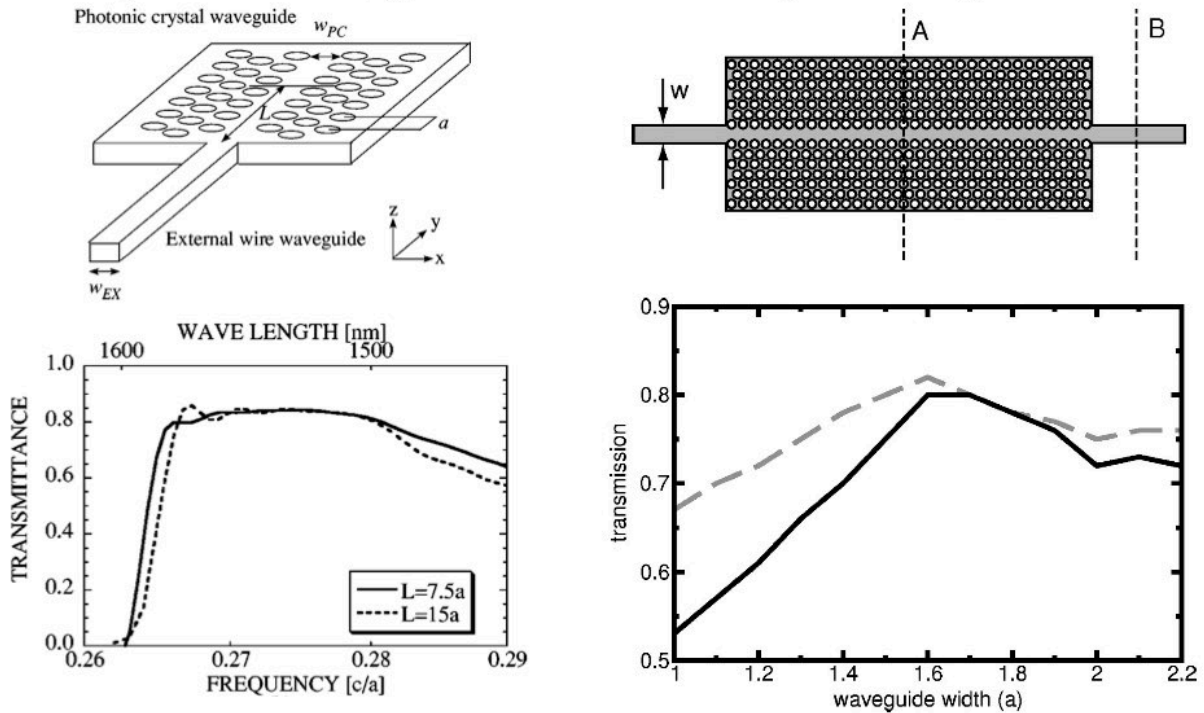 Photonic crystal waveguide
w_PC
L
a
External wire waveguide
z
y
x
w_EX
A
B
w
WAVE LENGTH [nm]
1600 1500
TRANSMITTANCE
1.0
0.8
0.6
0.4
0.2
0.0
0.26 0.27 0.28 0.29
FREQUENCY [c/a]
L=7.5a
L=15a
transmission
0.9
0.8
0.7
0.6
0.5
1 1.2 1.4 1.6 1.8 2 2.2
waveguide width (a)